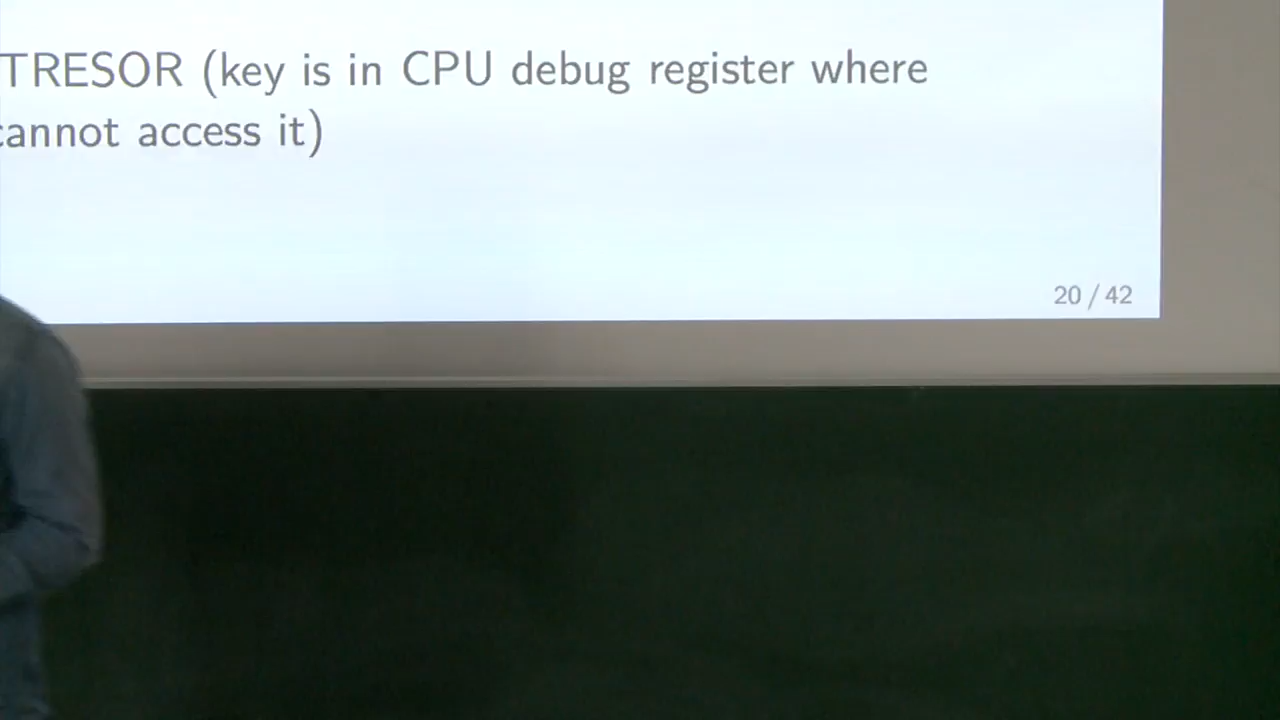 TRESOR (key is in CPU debug register where
cannot access it)
20 / 42